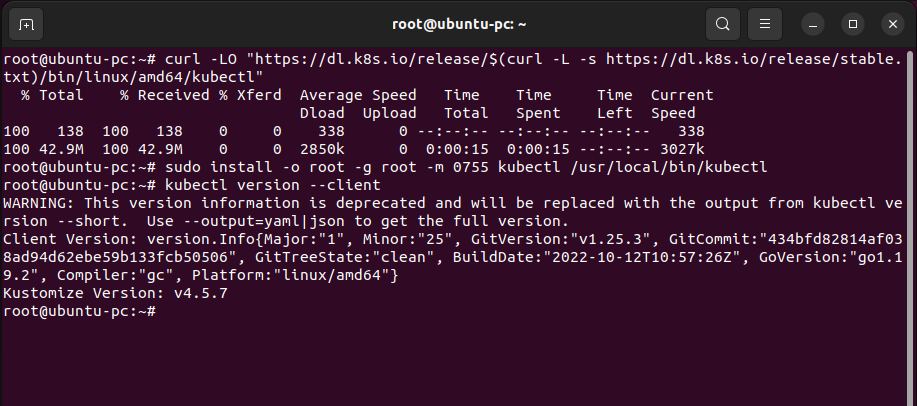 root@ubuntu-pc: ~
root@ubuntu-pc:~# curl -LO "https://dl.k8s.io/release/$(curl -L -s https://dl.k8s.io/release/stable.
txt)/bin/linux/amd64/kubectl"
  % Total    % Received % Xferd  Average Speed   Time    Time     Time  Current
                                 Dload  Upload   Total   Spent    Left  Speed
100   138  100   138    0     0    338      0 --:--:-- --:--:-- --:--:--   338
100 42.9M  100 42.9M    0     0  2850k      0  0:00:15  0:00:15 --:--:-- 3027k
root@ubuntu-pc:~# sudo install -o root -g root -m 0755 kubectl /usr/local/bin/kubectl
root@ubuntu-pc:~# kubectl version --client
WARNING: This version information is deprecated and will be replaced with the output from kubectl ve
rsion --short.  Use --output=yaml|json to get the full version.
Client Version: version.Info{Major:"1", Minor:"25", GitVersion:"v1.25.3", GitCommit:"434bfd82814af03
8ad94d62ebe59b133fcb50506", GitTreeState:"clean", BuildDate:"2022-10-12T10:57:26Z", GoVersion:"go1.1
9.2", Compiler:"gc", Platform:"linux/amd64"}
Kustomize Version: v4.5.7
root@ubuntu-pc:~#